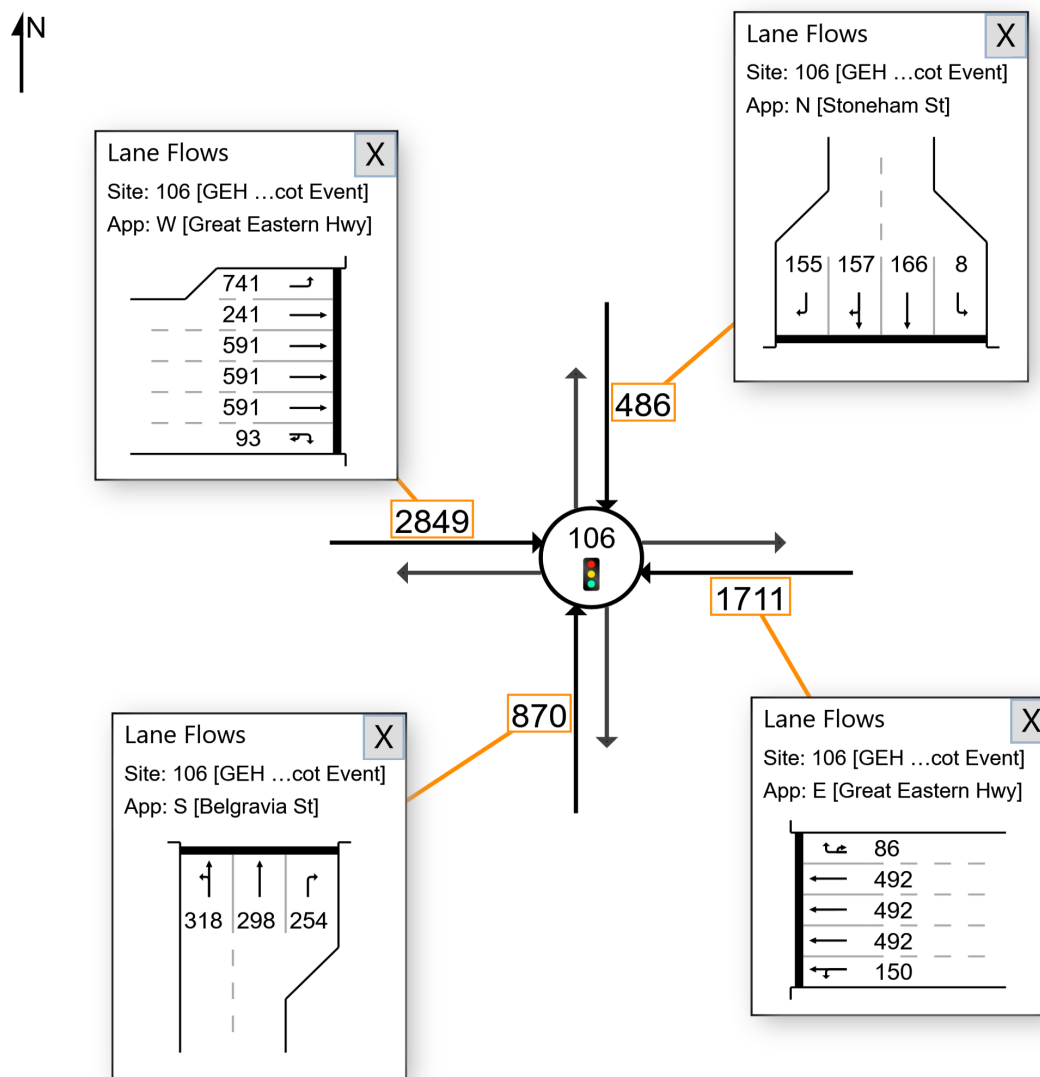 N
Lane Flows X
Site: 106 [GEH ...cot Event]
App: N [Stoneham St]
155 157 166 8
Lane Flows X
Site: 106 [GEH ...cot Event]
App: W [Great Eastern Hwy]
741
241
591
591
591
93
486
2849
106
1711
870
Lane Flows X
Site: 106 [GEH ...cot Event]
App: S [Belgravia St]
318 298 254
Lane Flows X
Site: 106 [GEH ...cot Event]
App: E [Great Eastern Hwy]
86
492
492
492
150